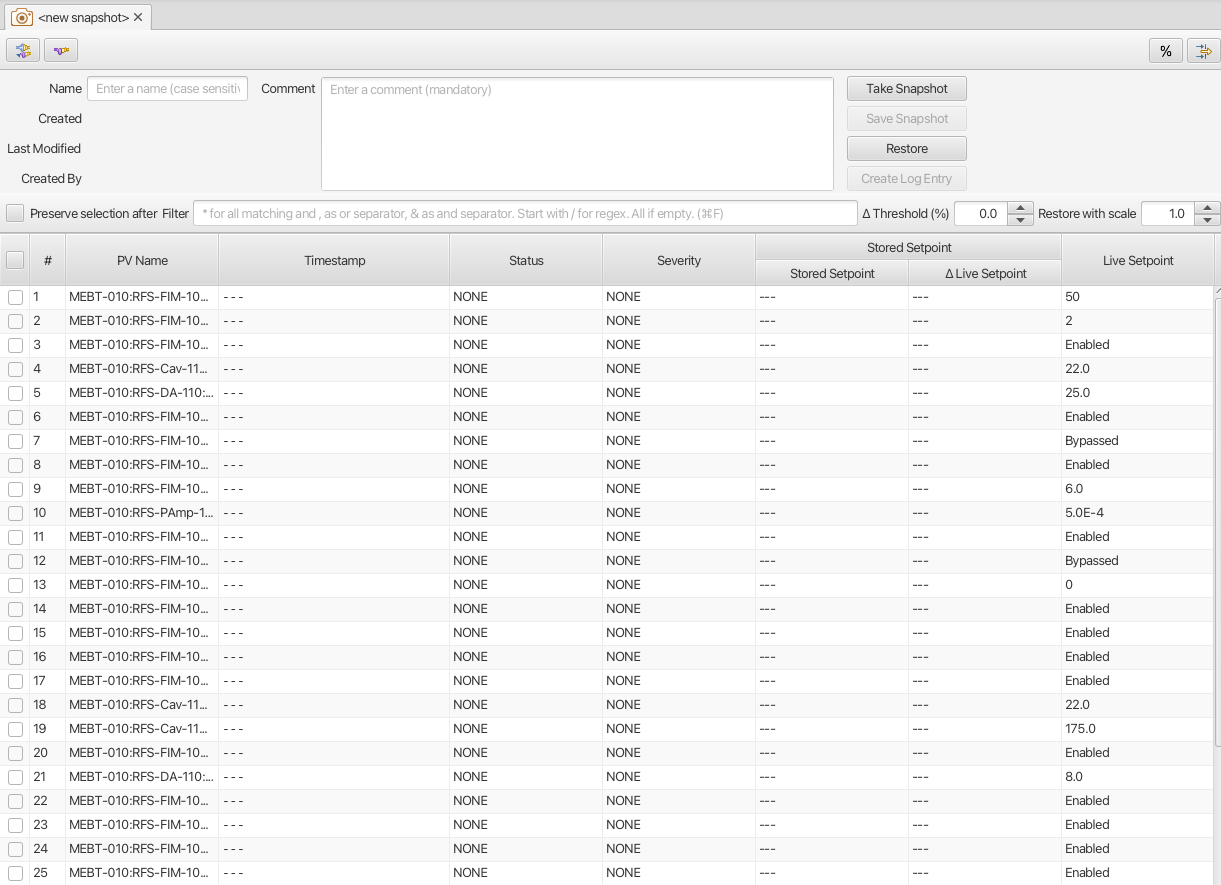 <new snapshot> ✕
%
Name Enter a name (case sensitiv Comment Enter a comment (mandatory) Take Snapshot
Created Save Snapshot
Last Modified Restore
Created By Create Log Entry
Preserve selection after Filter * for all matching and , as or separator, & as and separator. Start with / for regex. All if empty. (⌘F) Δ Threshold (%) 0.0 Restore with scale 1.0
Stored Setpoint
# PV Name Timestamp Status Severity Stored Setpoint Δ Live Setpoint Live Setpoint
1 MEBT-010:RFS-FIM-10... --- NONE NONE --- --- 50
2 MEBT-010:RFS-FIM-10... --- NONE NONE --- --- 2
3 MEBT-010:RFS-FIM-10... --- NONE NONE --- --- Enabled
4 MEBT-010:RFS-Cav-11... --- NONE NONE --- --- 22.0
5 MEBT-010:RFS-DA-110:... --- NONE NONE --- --- 25.0
6 MEBT-010:RFS-FIM-10... --- NONE NONE --- --- Enabled
7 MEBT-010:RFS-FIM-10... --- NONE NONE --- --- Bypassed
8 MEBT-010:RFS-FIM-10... --- NONE NONE --- --- Enabled
9 MEBT-010:RFS-FIM-10... --- NONE NONE --- --- 6.0
10 MEBT-010:RFS-PAmp-1... --- NONE NONE --- --- 5.0E-4
11 MEBT-010:RFS-FIM-10... --- NONE NONE --- --- Enabled
12 MEBT-010:RFS-FIM-10... --- NONE NONE --- --- Bypassed
13 MEBT-010:RFS-FIM-10... --- NONE NONE --- --- 0
14 MEBT-010:RFS-FIM-10... --- NONE NONE --- --- Enabled
15 MEBT-010:RFS-FIM-10... --- NONE NONE --- --- Enabled
16 MEBT-010:RFS-FIM-10... --- NONE NONE --- --- Enabled
17 MEBT-010:RFS-FIM-10... --- NONE NONE --- --- Enabled
18 MEBT-010:RFS-Cav-11... --- NONE NONE --- --- 22.0
19 MEBT-010:RFS-Cav-11... --- NONE NONE --- --- 175.0
20 MEBT-010:RFS-FIM-10... --- NONE NONE --- --- Enabled
21 MEBT-010:RFS-DA-110:... --- NONE NONE --- --- 8.0
22 MEBT-010:RFS-FIM-10... --- NONE NONE --- --- Enabled
23 MEBT-010:RFS-FIM-10... --- NONE NONE --- --- Enabled
24 MEBT-010:RFS-FIM-10... --- NONE NONE --- --- Enabled
25 MEBT-010:RFS-FIM-10... --- NONE NONE --- --- Enabled